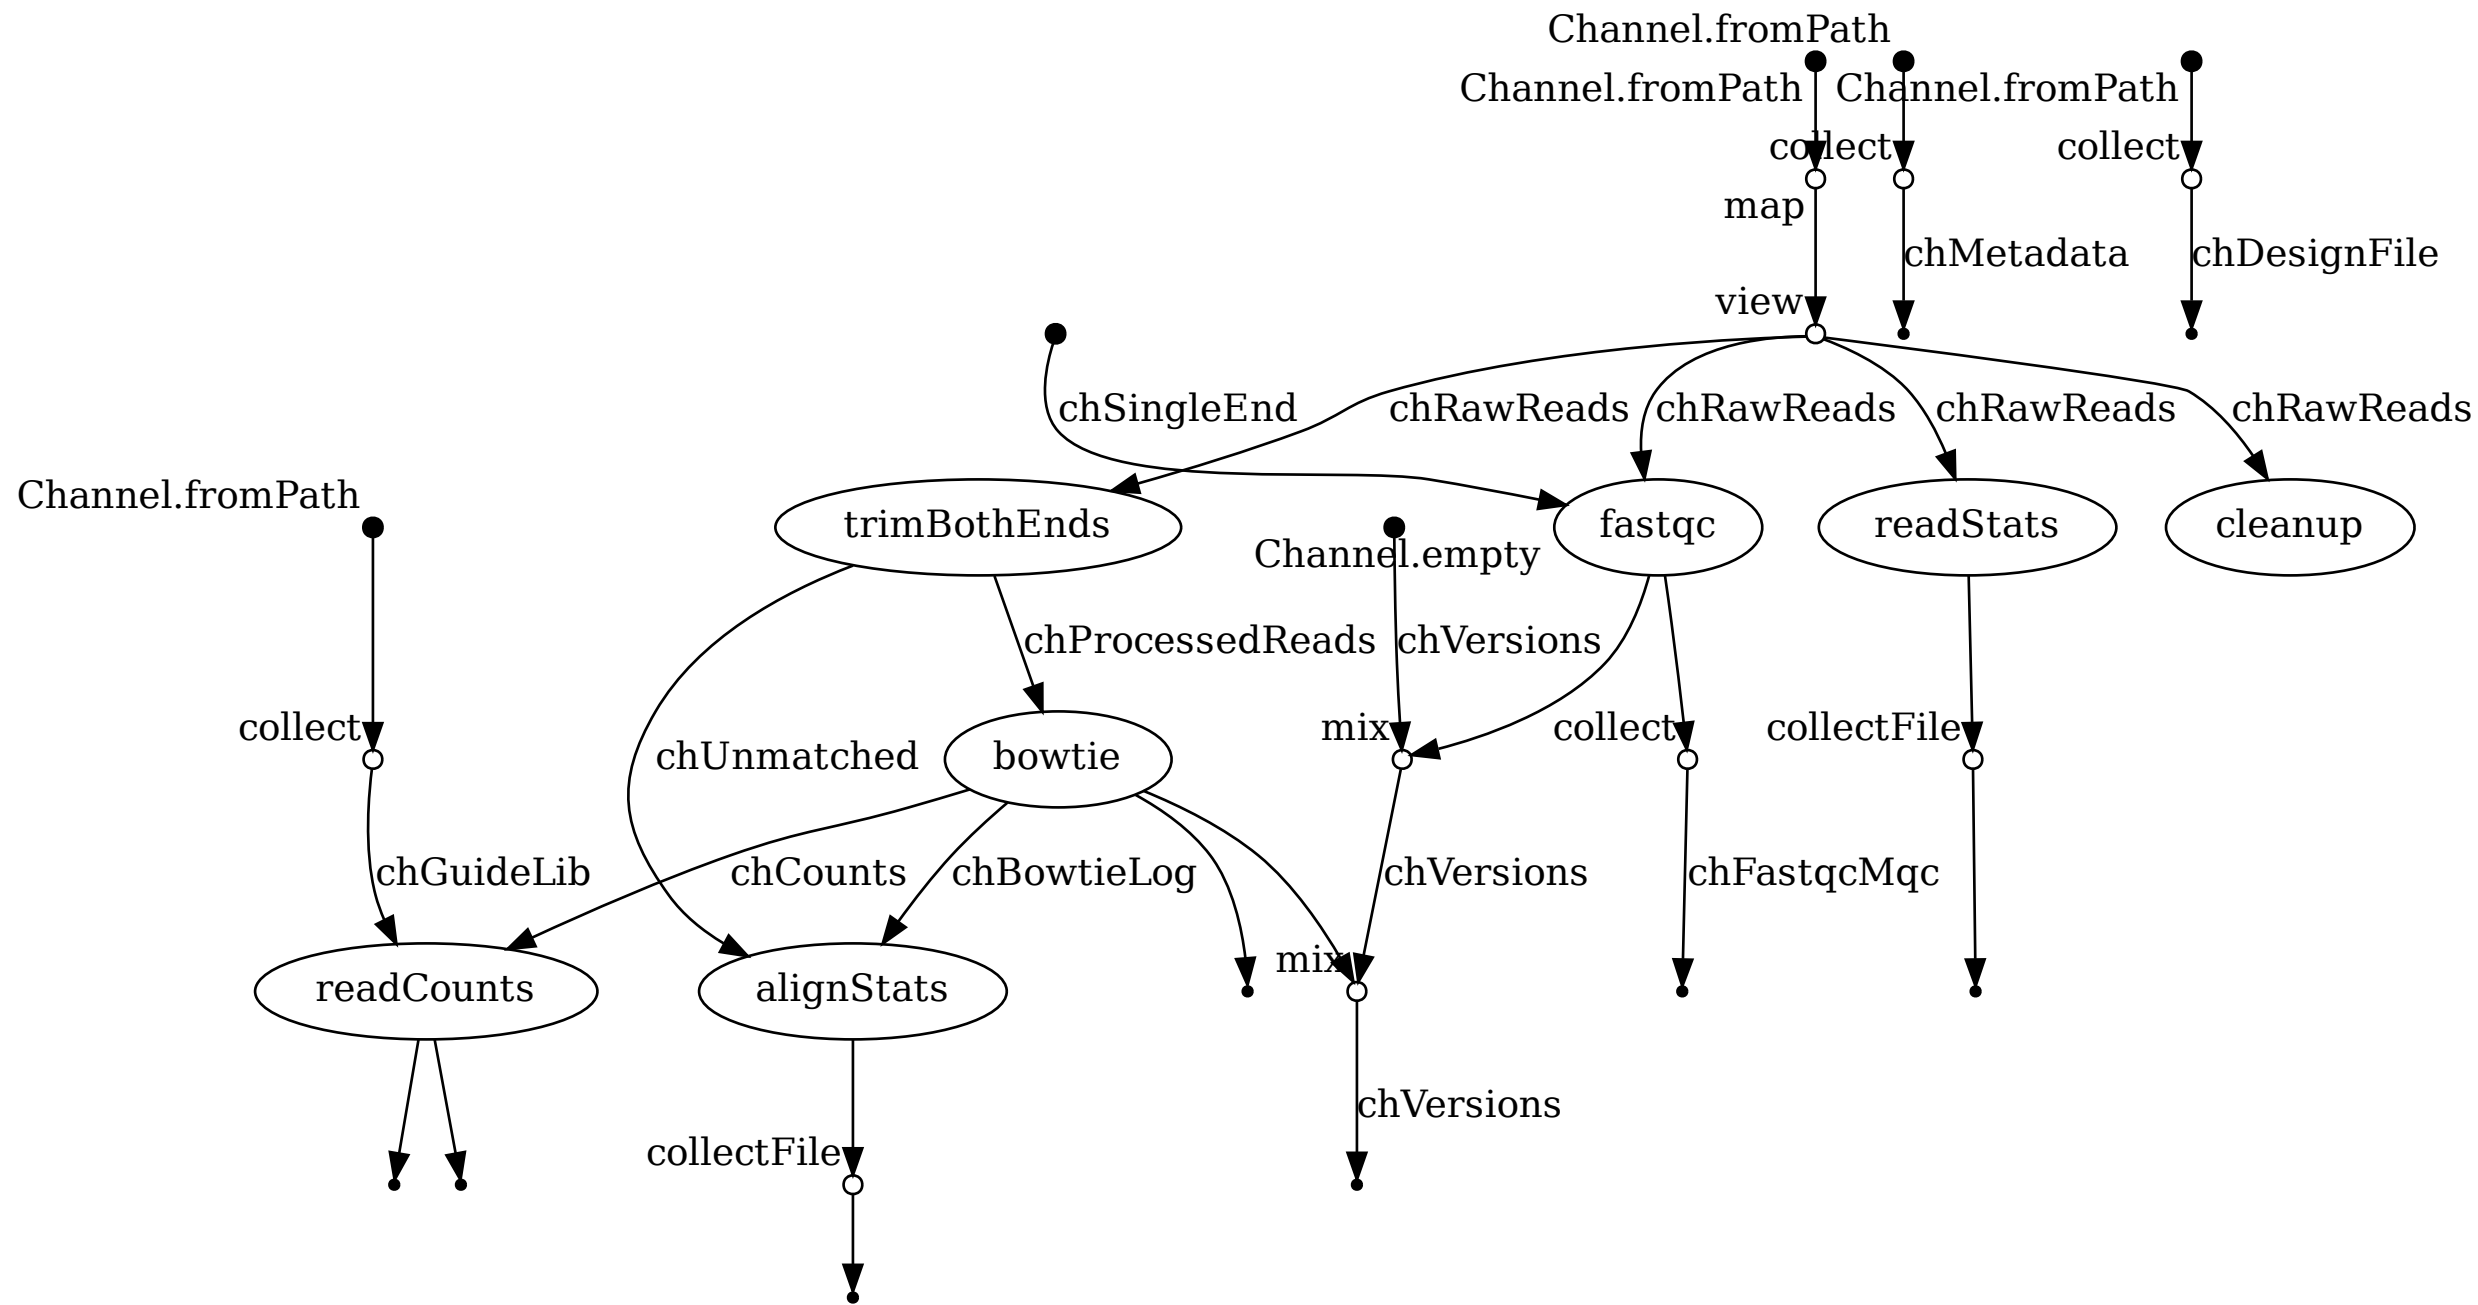 Channel.fromPath
Channel.fromPath
Channel.fromPath
collect
collect
map
chMetadata
chDesignFile
view
chSingleEnd
chRawReads
chRawReads
chRawReads
chRawReads
Channel.fromPath
trimBothEnds
fastqc
readStats
cleanup
Channel.empty
chProcessedReads
chVersions
collect
mix
collect
collectFile
chUnmatched
bowtie
chGuideLib
chCounts
chBowtieLog
chVersions
chFastqcMqc
mix
readCounts
alignStats
chVersions
collectFile